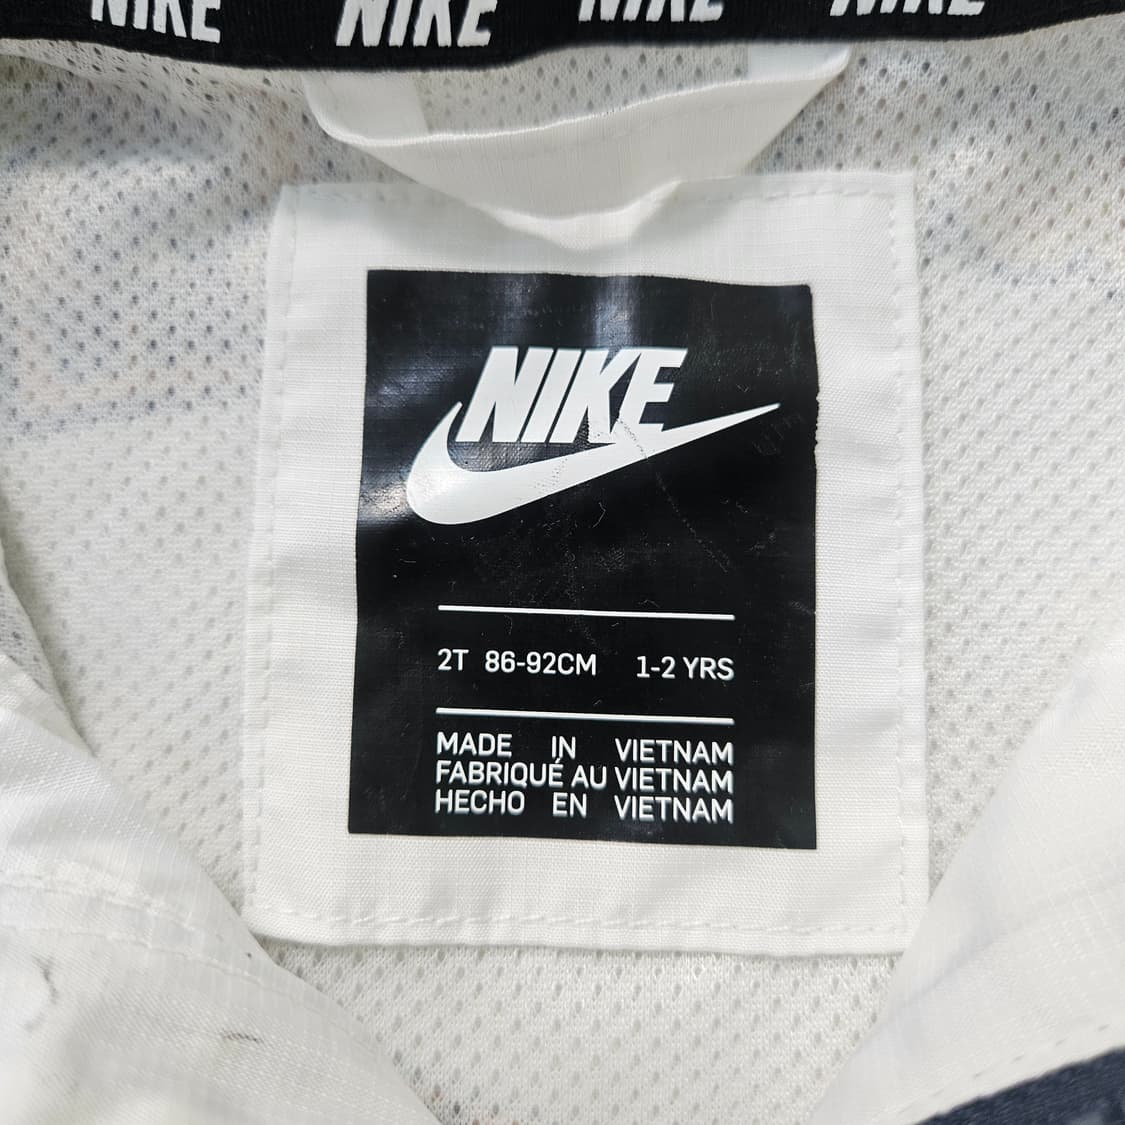 NIKE NIKE NIKE NIKE
NIKE
2T 86-92CM 1-2 YRS
MADE IN VIETNAM
FABRIQUÉ AU VIETNAM
HECHO EN VIETNAM